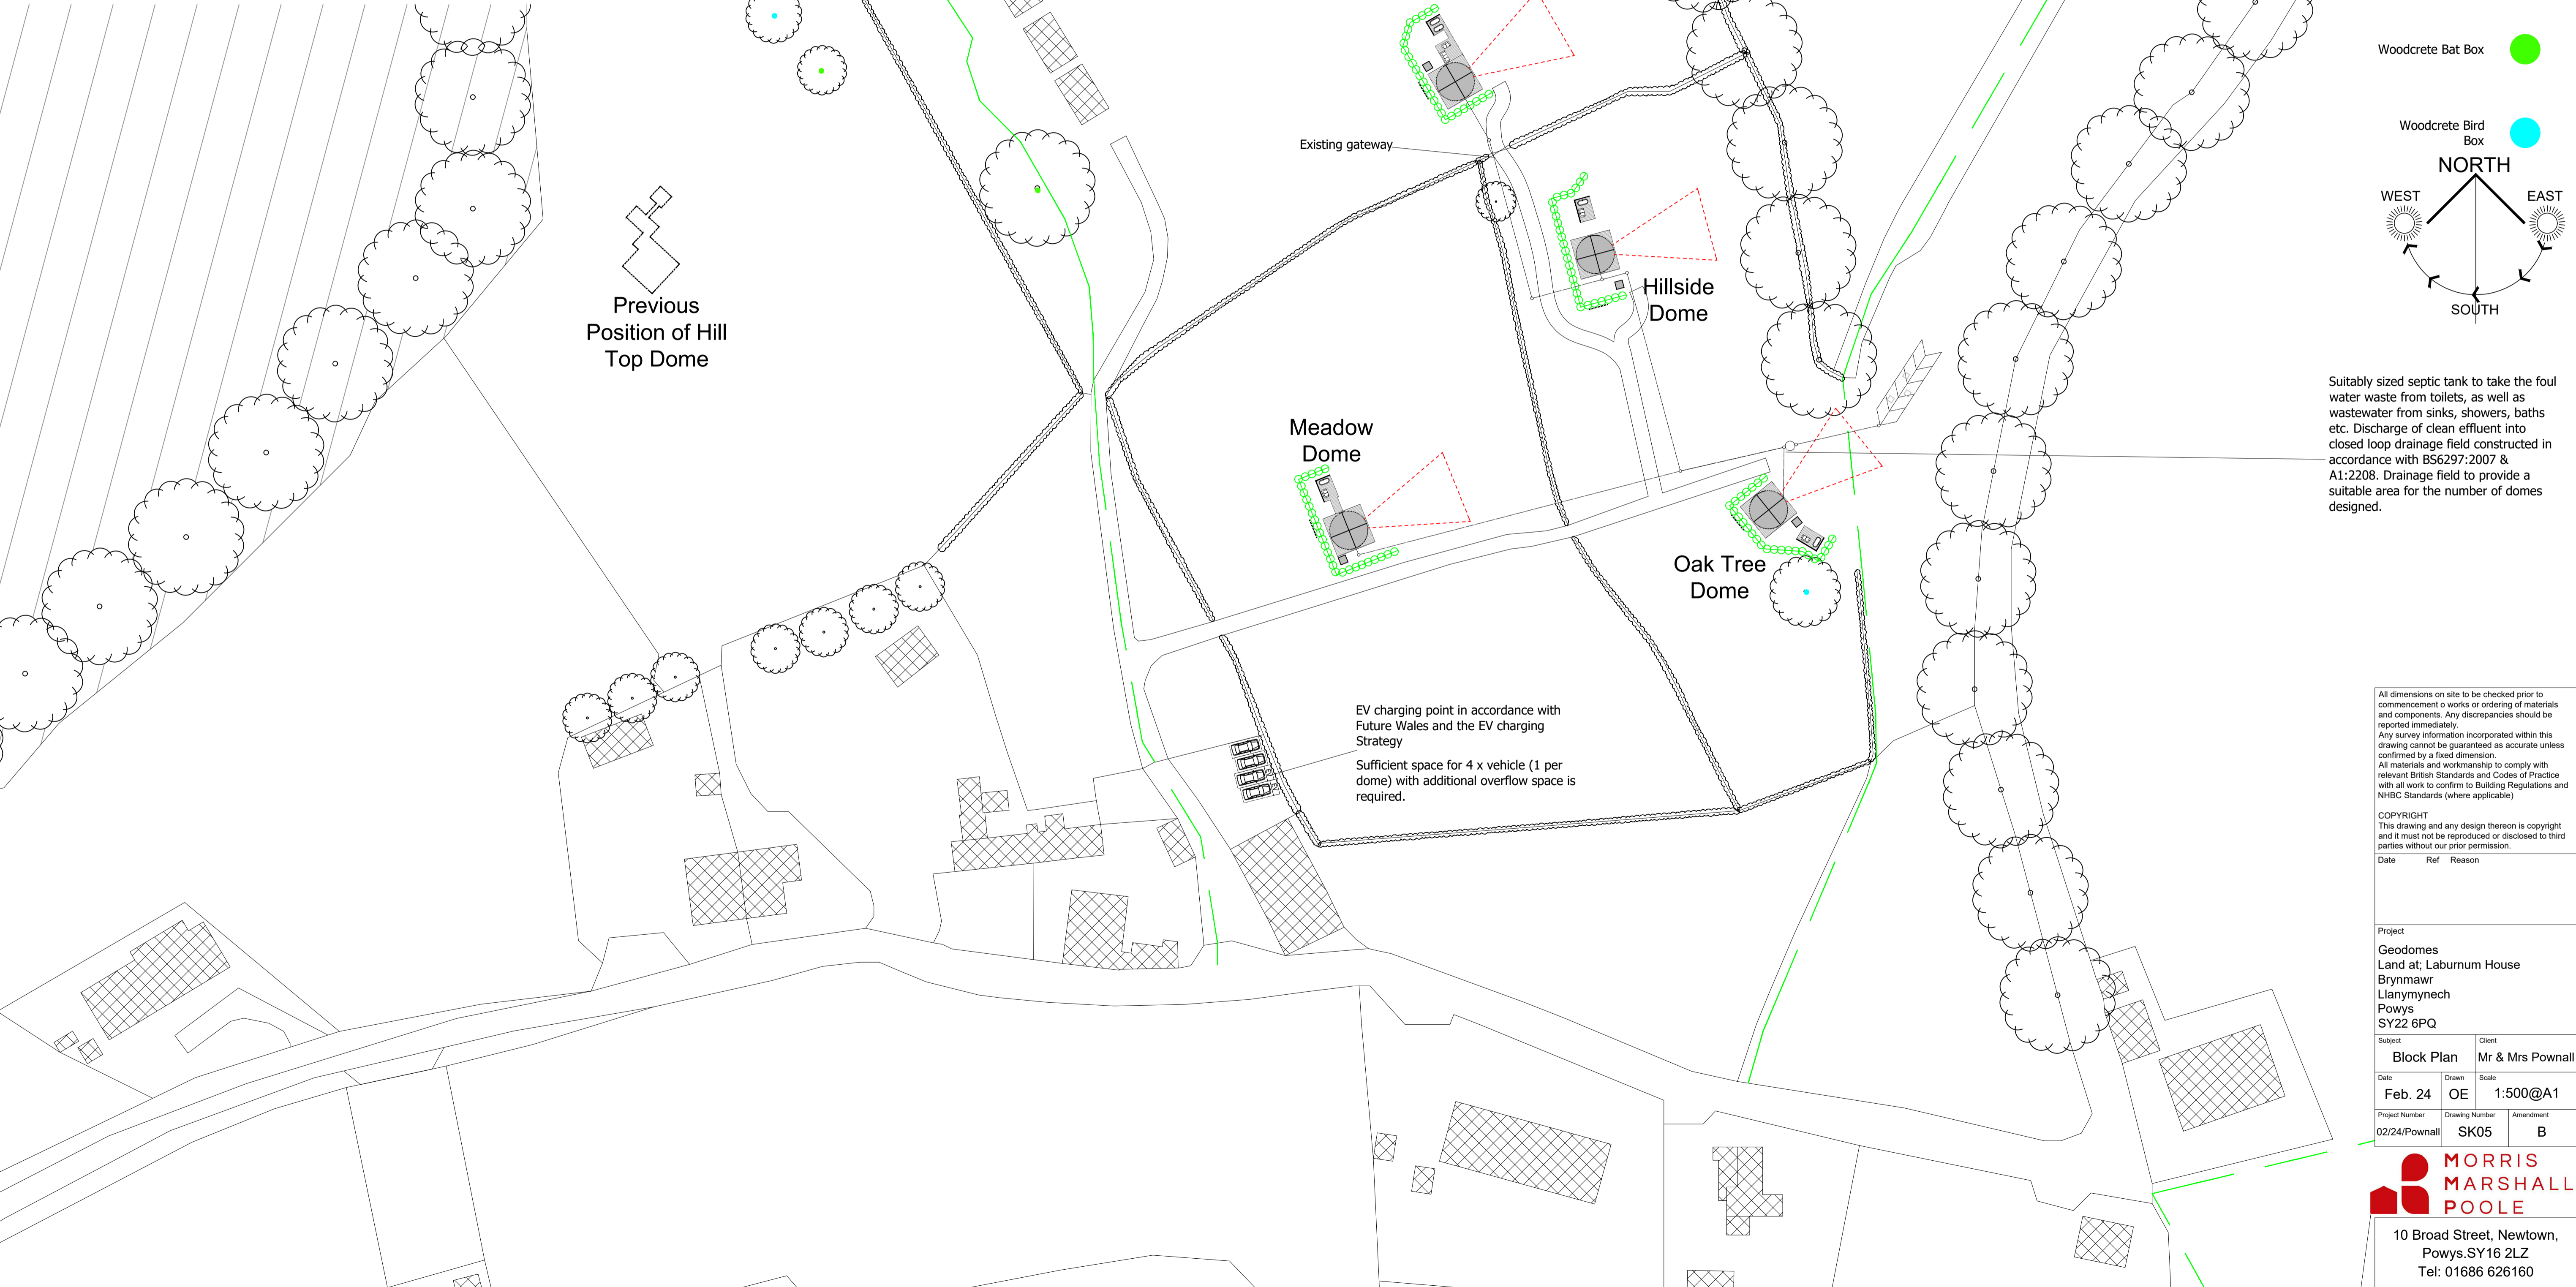 Woodcrete Bat Box
Woodcrete Bird
Box
NORTH
WEST
EAST
SOUTH
Existing gateway
Previous
Position of Hill
Top Dome
Hillside
Dome
Meadow
Dome
Oak Tree
Dome
Suitably sized septic tank to take the foul
water waste from toilets, as well as
wastewater from sinks, showers, baths
etc. Discharge of clean effluent into
closed loop drainage field constructed in
accordance with BS6297:2007 &
A1:2208. Drainage field to provide a
suitable area for the number of domes
designed.
EV charging point in accordance with
Future Wales and the EV charging
Strategy
Sufficient space for 4 x vehicle (1 per
dome) with additional overflow space is
required.
All dimensions on site to be checked prior to
commencement o works or ordering of materials
and components. Any discrepancies should be
reported immediately.
Any survey information incorporated within this
drawing cannot be guaranteed as accurate unless
confirmed by a fixed dimension.
All materials and workmanship to comply with
relevant British Standards and Codes of Practice
with all work to confirm to Building Regulations and
NHBC Standards (where applicable)
COPYRIGHT
This drawing and any design thereon is copyright
and it must not be reproduced or disclosed to third
parties without our prior permission.
Date Ref Reason
Project
Geodomes
Land at; Laburnum House
Brynmawr
Llanymynech
Powys
SY22 6PQ
Subject Client
Block Plan Mr & Mrs Pownall
Date Drawn Scale
Feb. 24 OE 1:500@A1
Project Number Drawing Number Amendment
02/24/Pownall SK05 B
MORRIS
MARSHALL
POOLE
10 Broad Street, Newtown,
Powys.SY16 2LZ
Tel: 01686 626160